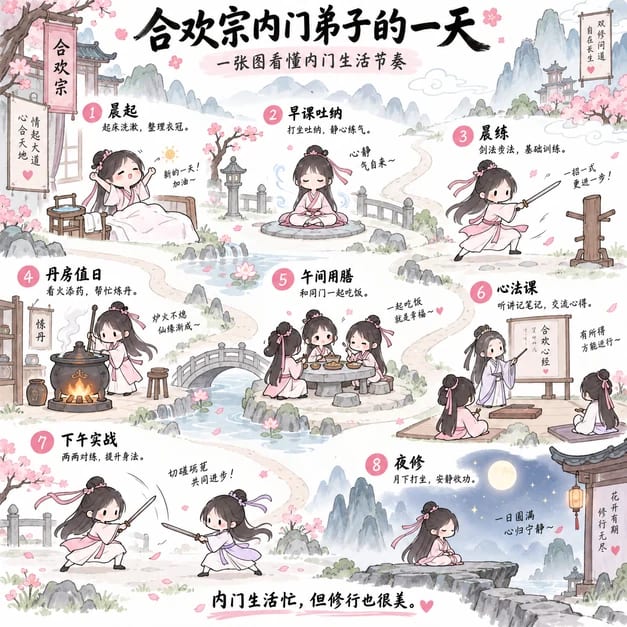 合欢宗内门弟子的一天
一张图看懂内门生活节奏
合欢宗
情起大道
心合天地
双修问道
自在长生
1 晨起
起床洗漱，整理衣冠。
新的一天！
加油~
2 早课吐纳
打坐吐纳，静心练气。
心静
气自来~
3 晨练
剑法步法，基础训练。
一招一式
更进一步！
4 丹房值日
看火添药，帮忙炼丹。
炼丹
炉火不熄
仙缘渐成~
5 午间用膳
和同门一起吃饭。
一起吃饭
就是幸福~
6 心法课
听讲记笔记，交流心得。
合欢心经
有所得
方能进行~
7 下午实战
两两对练，提升身法。
切磋琢磨
共同进步！
8 夜修
月下打坐，安静收功。
一日圆满
心归宁静~
花开有期
修行无尽
内门生活忙，但修行也很美。